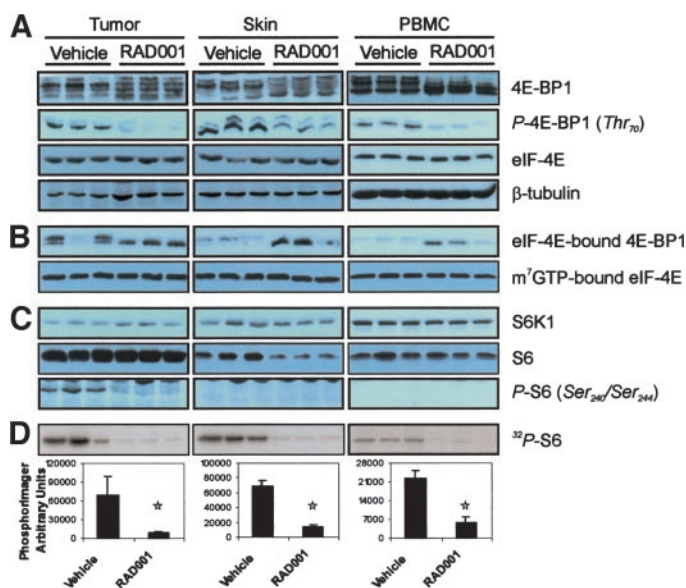 A
Tumor Skin PBMC
Vehicle RAD001 Vehicle RAD001 Vehicle RAD001
4E-BP1
P-4E-BP1 (Thr70)
eIF-4E
β-tubulin
B
eIF-4E-bound 4E-BP1
m7GTP-bound eIF-4E
C
S6K1
S6
P-S6 (Ser240/Ser244)
D
32P-S6
PhosphorImager
Arbitrary Units
120000
90000
60000
30000
0
Vehicle RAD001
100000
80000
60000
40000
20000
0
Vehicle RAD001
28000
21000
14000
7000
0
Vehicle RAD001